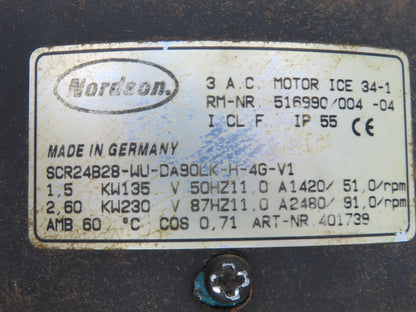 Nordson.
3 A.C. MOTOR ICE 34-1
RM-NR. 516990/004 -04
I CL F IP 55 CE
MADE IN GERMANY
SCR24B28-WU-DA90LK-H-4G-V1
1,5 KW135 V 50HZ11,0 A1420/ 51,0/rpm
2,60 KW230 V 87HZ11,0 A2480/ 91,0/rpm
AMB 60 °C COS 0,71 ART-NR.401739